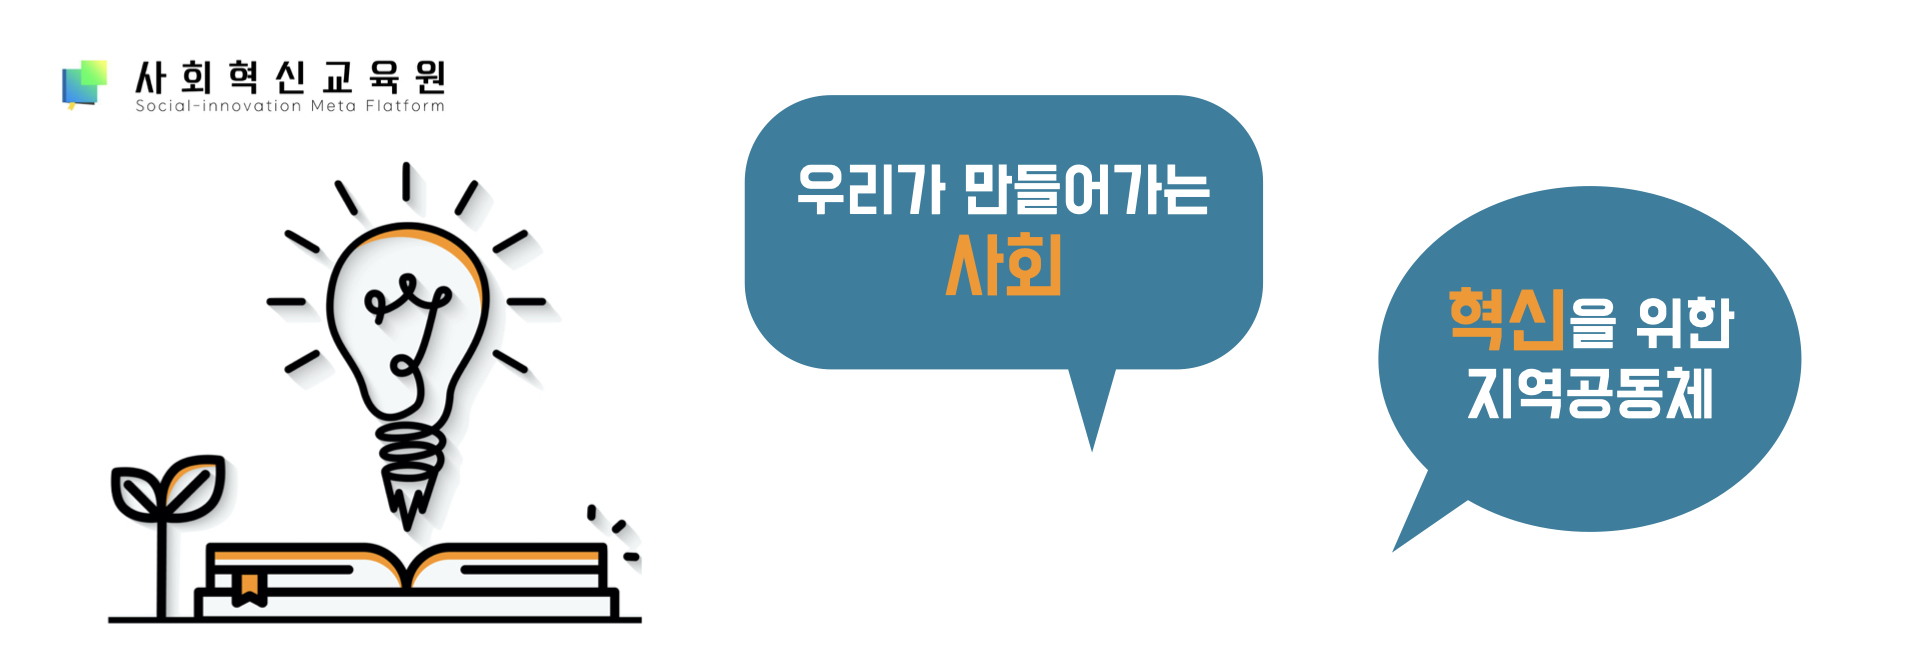 사회혁신교육원
Social-innovation Meta Flatform
우리가 만들어가는
사회
혁신을 위한
지역공동체